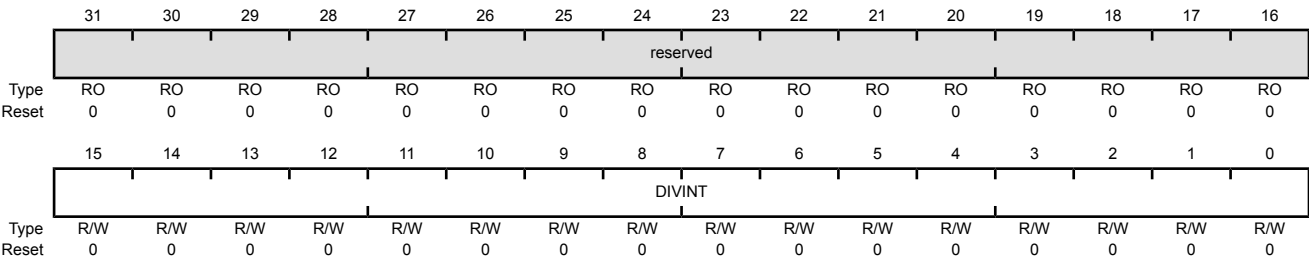 31 30 29 28 27 26 25 24 23 22 21 20 19 18 17 16
reserved
Type RO RO RO RO RO RO RO RO RO RO RO RO RO RO RO RO
Reset 0 0 0 0 0 0 0 0 0 0 0 0 0 0 0 0
15 14 13 12 11 10 9 8 7 6 5 4 3 2 1 0
DIVINT
Type R/W R/W R/W R/W R/W R/W R/W R/W R/W R/W R/W R/W R/W R/W R/W R/W
Reset 0 0 0 0 0 0 0 0 0 0 0 0 0 0 0 0